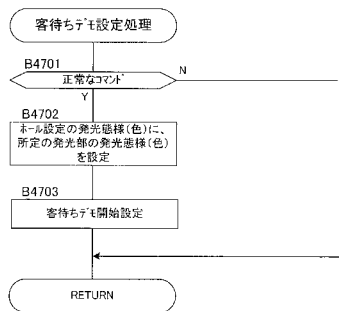 客待ちﾃﾞﾓ設定処理
B4701
正常なｺﾏﾝﾄﾞ
N
Y
B4702
ﾎｰﾙ設定の発光態様(色)に、
所定の発光部の発光態様(色)
を設定
B4703
客待ちﾃﾞﾓ開始設定
RETURN